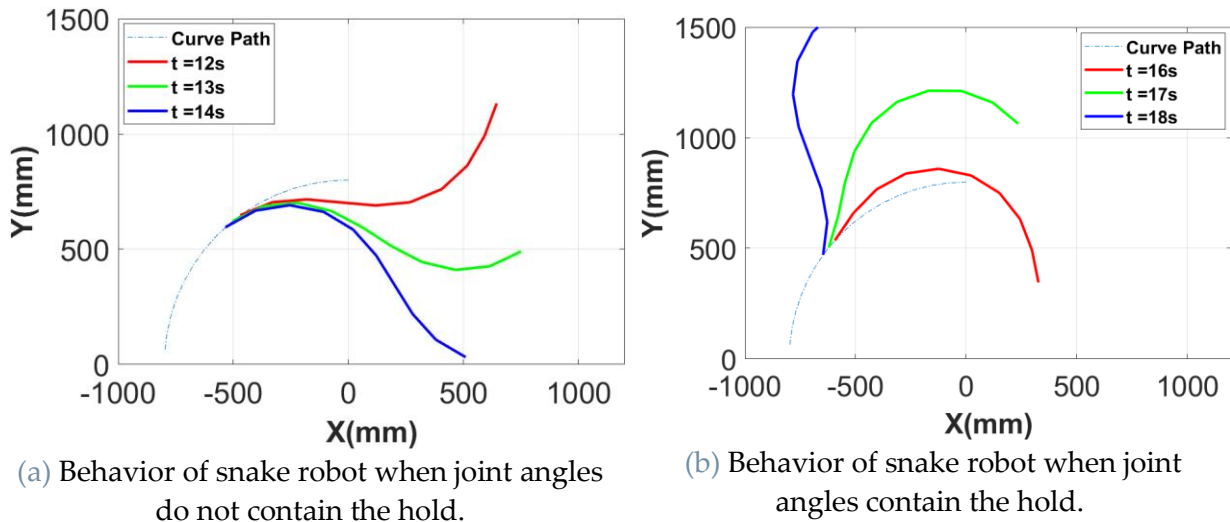 1500
1000
500
0
-1000
-500
0
500
1000
X(mm)
Y(mm)
Curve Path
t =12s
t =13s
t =14s
(a) Behavior of snake robot when joint angles
do not contain the hold.
1500
1000
500
0
-1000
-500
0
500
1000
X(mm)
Y(mm)
Curve Path
t =16s
t =17s
t =18s
(b) Behavior of snake robot when joint
angles contain the hold.